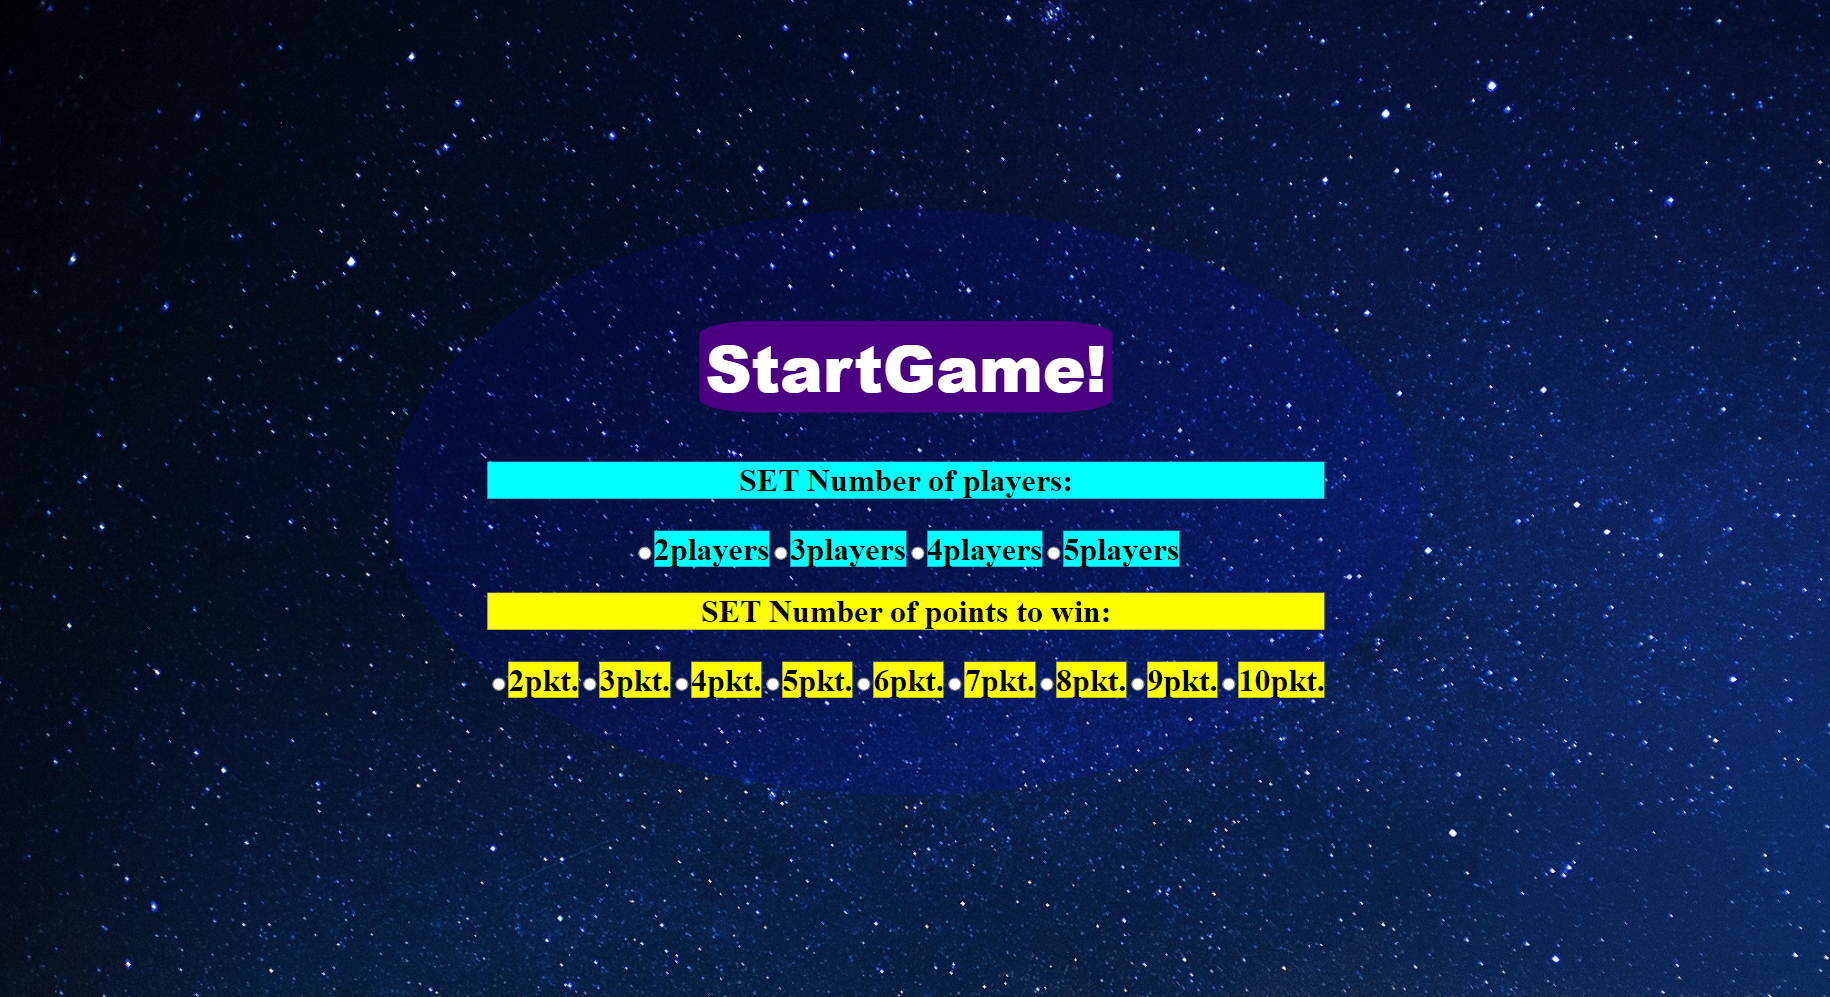 StartGame!
SET Number of players:
2players 3players 4players 5players
SET Number of points to win:
2pkt. 3pkt. 4pkt. 5pkt. 6pkt. 7pkt. 8pkt. 9pkt. 10pkt.